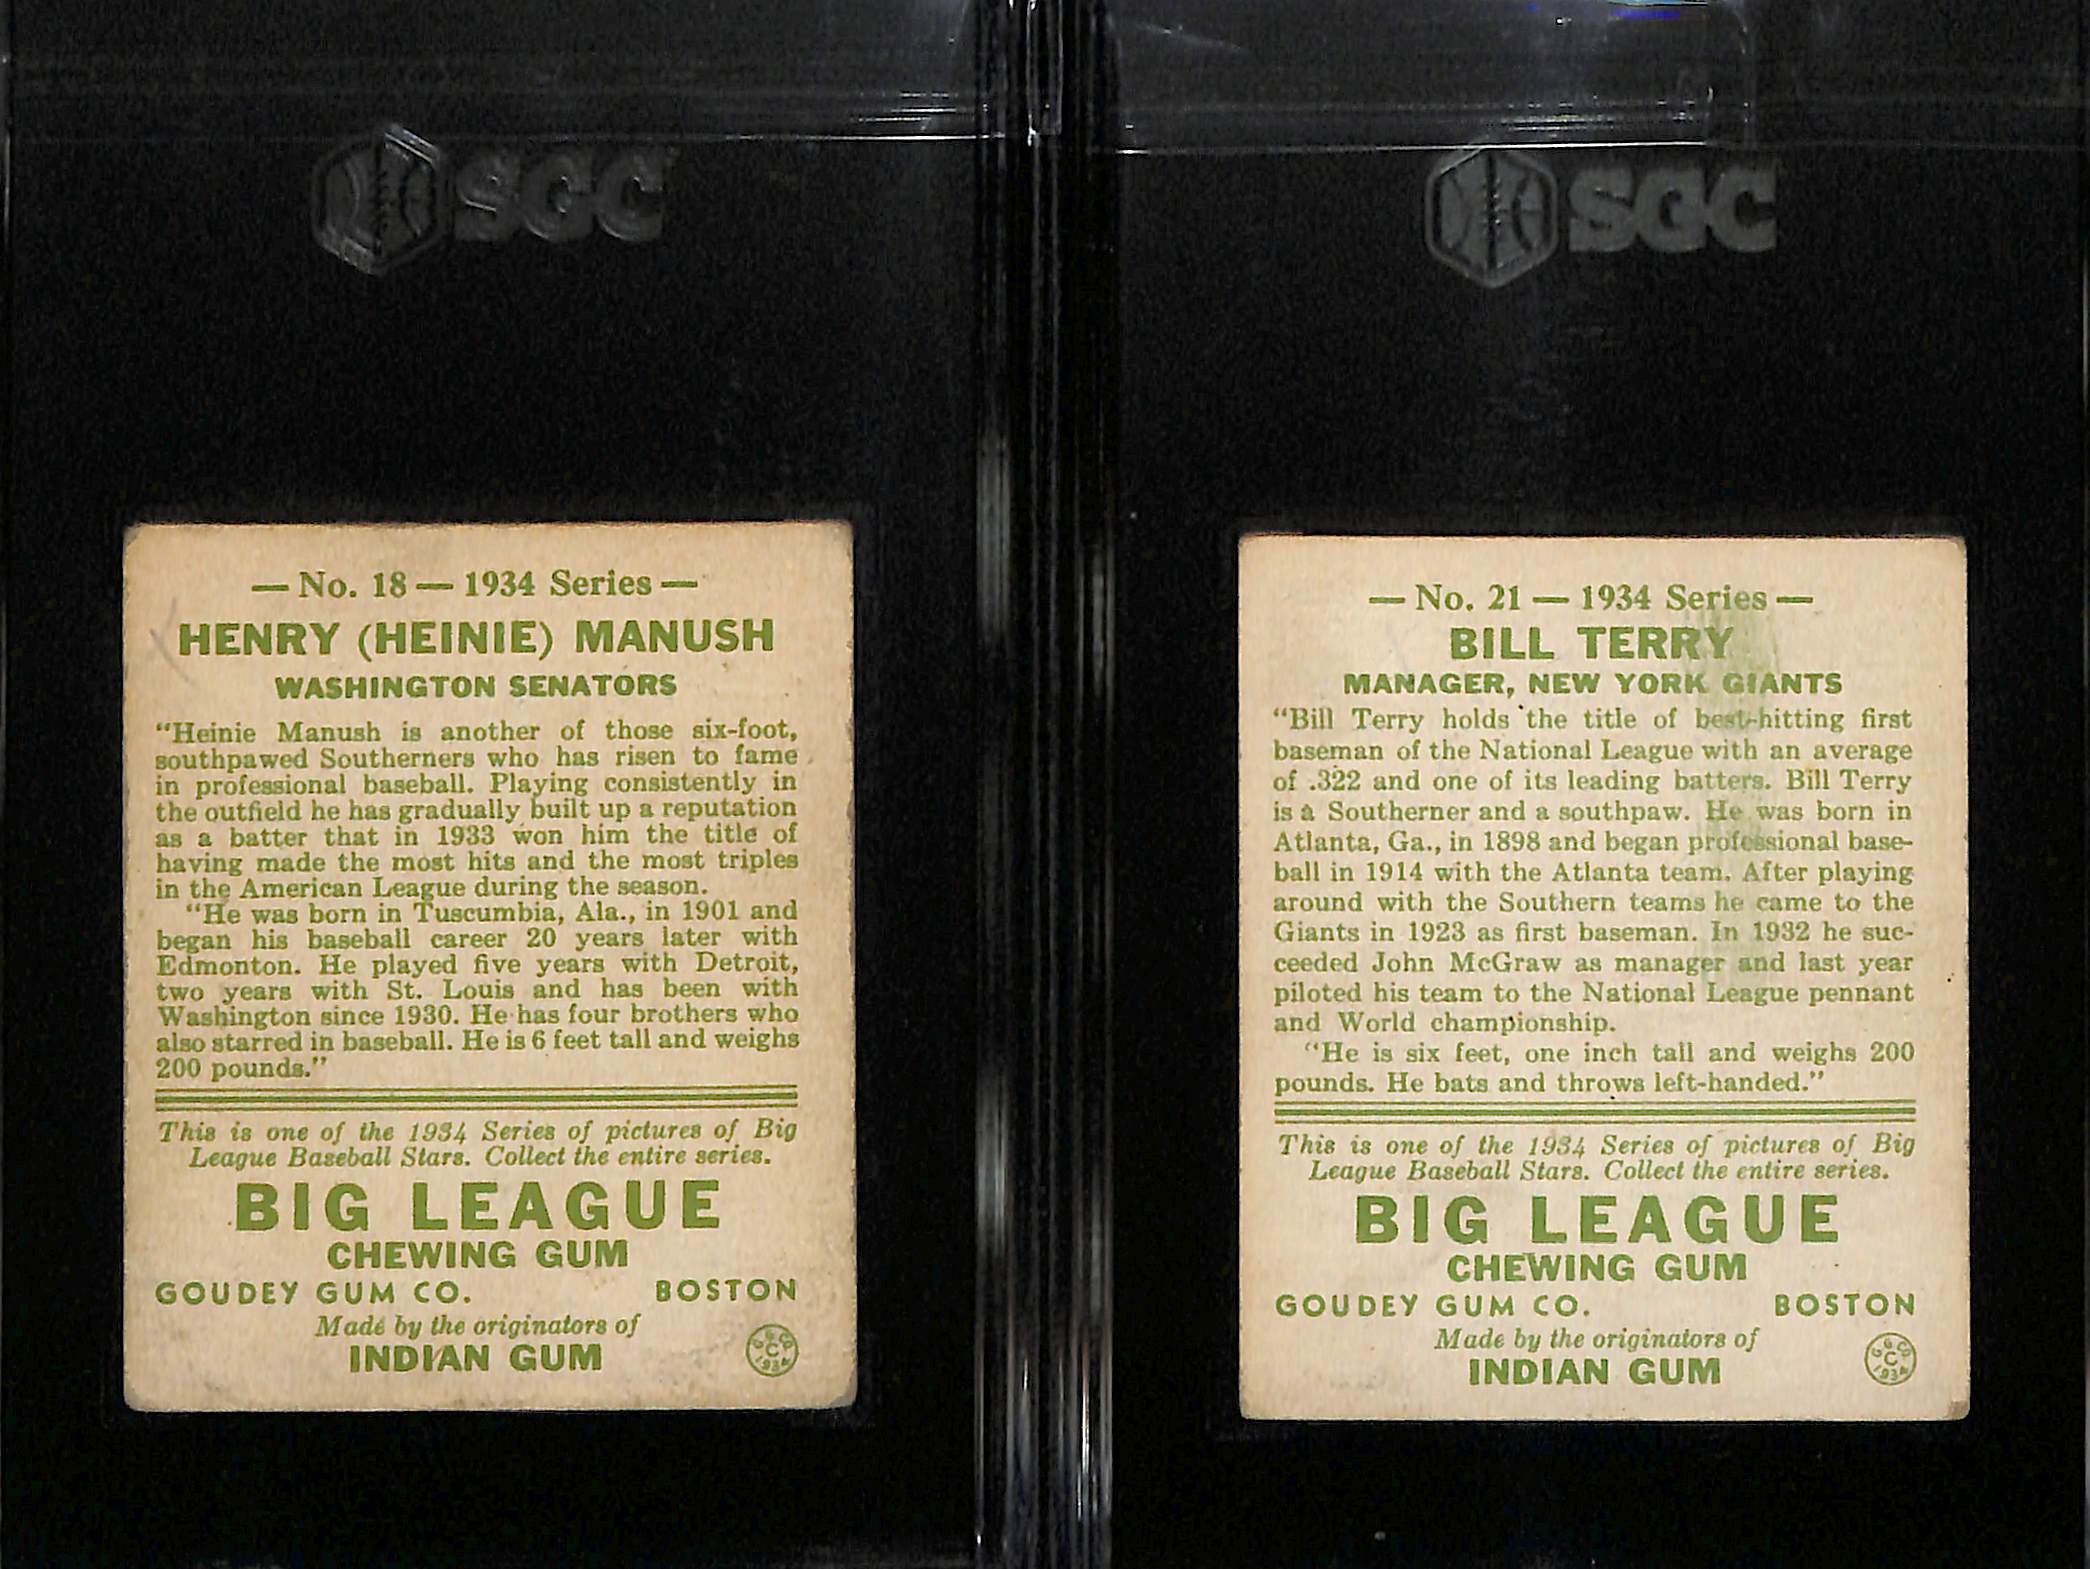 SGC
— No. 18 — 1934 Series —
HENRY (HEINIE) MANUSH
WASHINGTON SENATORS
"Heinie Manush is another of those six-foot,
southpawed Southerners who has risen to fame
in professional baseball. Playing consistently in
the outfield he has gradually built up a reputation
as a batter that in 1933 won him the title of
having made the most hits and the most triples
in the American League during the season.
"He was born in Tuscumbia, Ala., in 1901 and
began his baseball career 20 years later with
Edmonton. He played five years with Detroit,
two years with St. Louis and has been with
Washington since 1930. He has four brothers who
also starred in baseball. He is 6 feet tall and weighs
200 pounds."
This is one of the 1934 Series of pictures of Big
League Baseball Stars. Collect the entire series.
BIG LEAGUE
CHEWING GUM
GOUDEY GUM CO. BOSTON
Made by the originators of
INDIAN GUM
G G Co
C
1934
SGC
— No. 21 — 1934 Series —
BILL TERRY
MANAGER, NEW YORK GIANTS
"Bill Terry holds the title of best-hitting first
baseman of the National League with an average
of .322 and one of its leading batters. Bill Terry
is a Southerner and a southpaw. He was born in
Atlanta, Ga., in 1898 and began professional base-
ball in 1914 with the Atlanta team. After playing
around with the Southern teams he came to the
Giants in 1923 as first baseman. In 1932 he suc-
ceeded John McGraw as manager and last year
piloted his team to the National League pennant
and World championship.
"He is six feet, one inch tall and weighs 200
pounds. He bats and throws left-handed."
This is one of the 1934 Series of pictures of Big
League Baseball Stars. Collect the entire series.
BIG LEAGUE
CHEWING GUM
GOUDEY GUM CO. BOSTON
Made by the originators of
INDIAN GUM
G G Co
C
1934